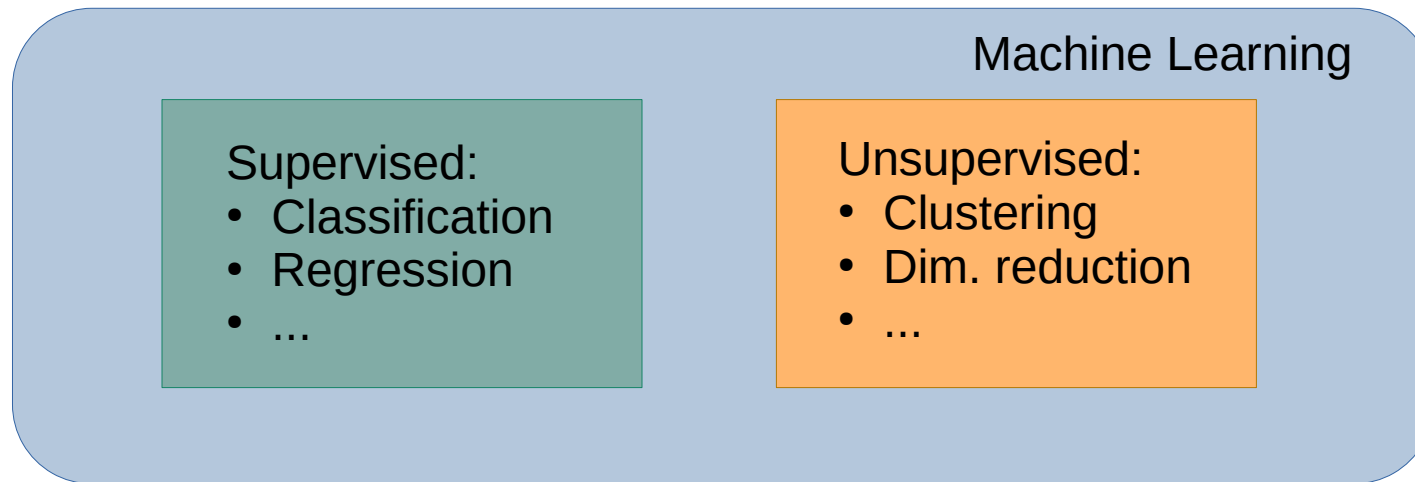 Machine Learning
Supervised:
• Classification
• Regression
• ...
Unsupervised:
• Clustering
• Dim. reduction
• ...